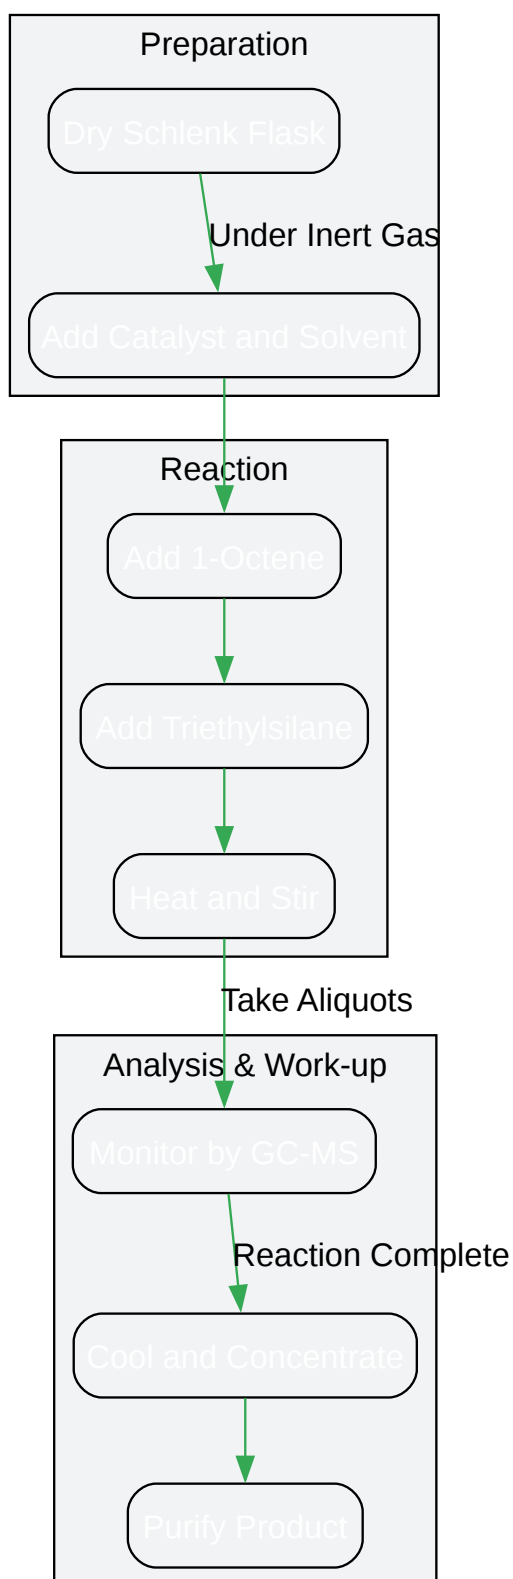 Preparation
Dry Schlenk Flask
Under Inert Gas
Add Catalyst and Solvent
Reaction
Add 1-Octene
Add Triethylsilane
Heat and Stir
Take Aliquots
Analysis & Work-up
Monitor by GC-MS
Reaction Complete
Cool and Concentrate
Purify Product